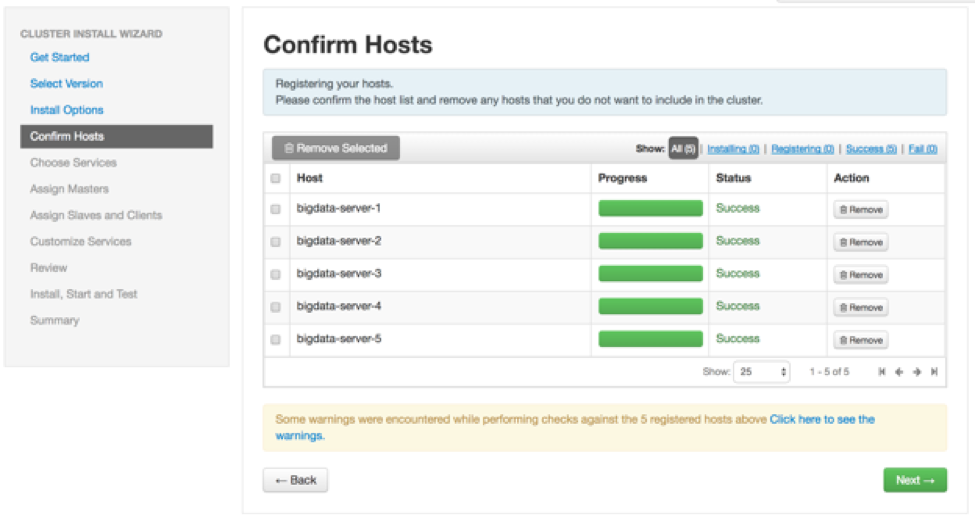 CLUSTER INSTALL WIZARD
Get Started
Select Version
Install Options
Confirm Hosts
Choose Services
Assign Masters
Assign Slaves and Clients
Customize Services
Review
Install, Start and Test
Summary
Confirm Hosts
Registering your hosts.
Please confirm the host list and remove any hosts that you do not want to include in the cluster.
Remove Selected
Show: All (5) | Installing (0) | Registering (0) | Success (5) | Fail (0)
Host Progress Status Action
bigdata-server-1 Success Remove
bigdata-server-2 Success Remove
bigdata-server-3 Success Remove
bigdata-server-4 Success Remove
bigdata-server-5 Success Remove
Show: 25 1 - 5 of 5
Some warnings were encountered while performing checks against the 5 registered hosts above Click here to see the
warnings.
← Back
Next →